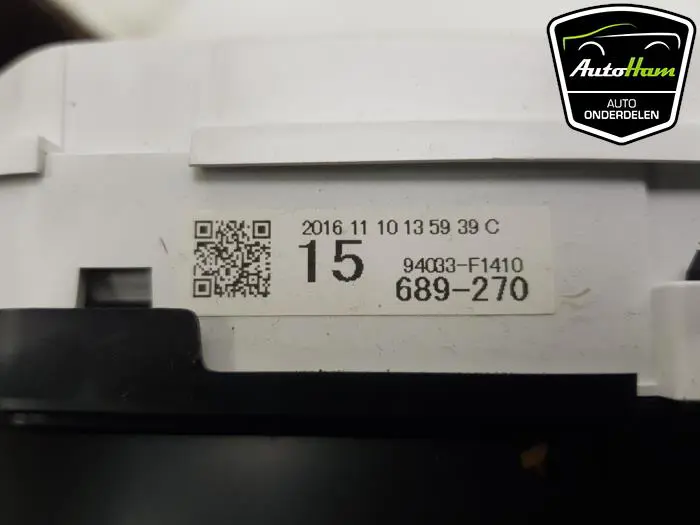 AutoHam
AUTO
ONDERDELEN
2016 11 10 13 59 39 C
15
94033-F1410
689-270